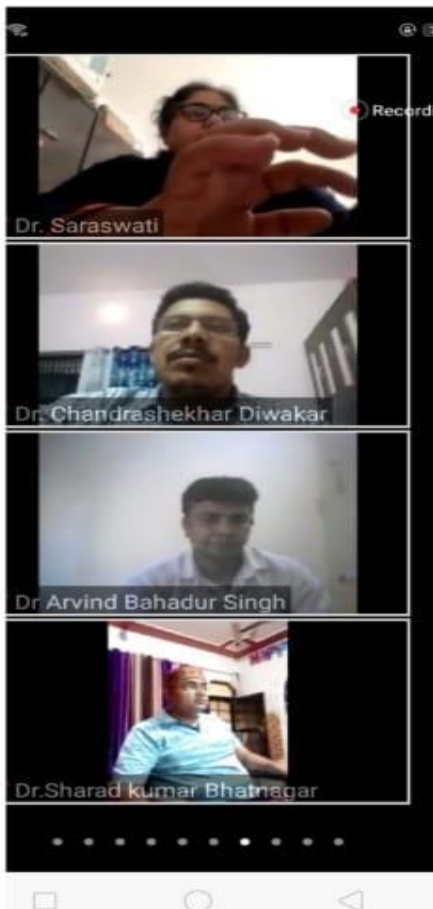 Record
Dr. Saraswati
Dr. Chandrashekhar Diwakar
Dr Arvind Bahadur Singh
Dr.Sharad kumar Bhatnagar